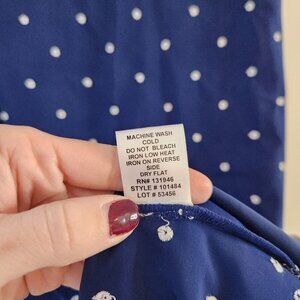 MACHINE WASH
COLD
DO NOT BLEACH
IRON LOW HEAT
IRON ON REVERSE
SIDE
DRY FLAT
RN# 131946
STYLE # 101484
LOT # 53456